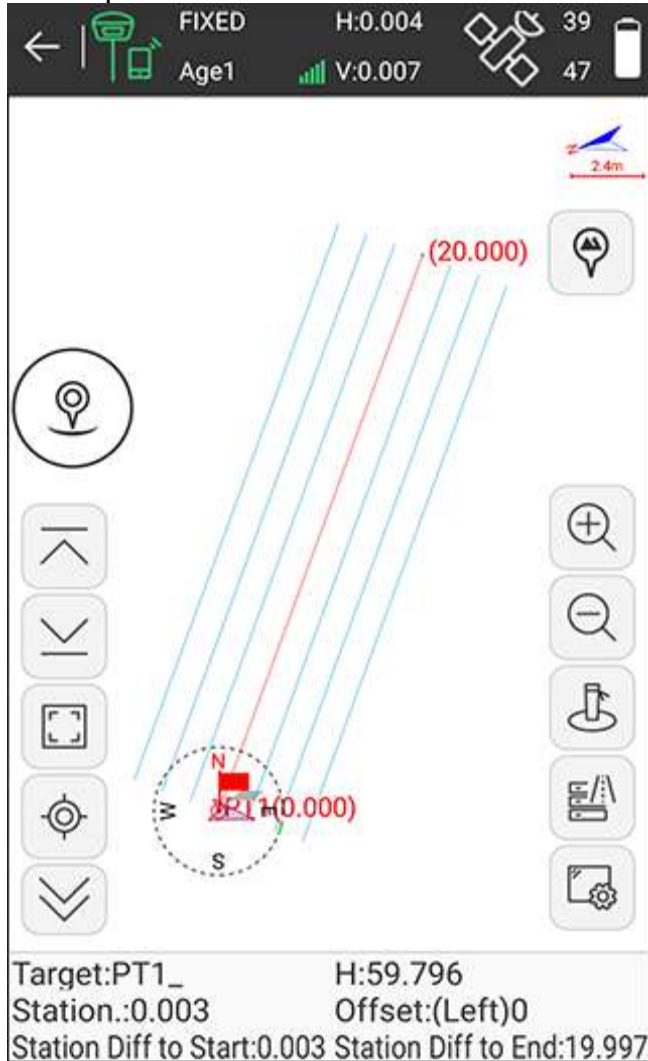 FIXED H:0.004 39
Age1 V:0.007 47
N
2.4m
(20.000)
N
W PT1(0.000)
S
Target:PT1_ H:59.796
Station.:0.003 Offset:(Left)0
Station Diff to Start:0.003 Station Diff to End:19.997